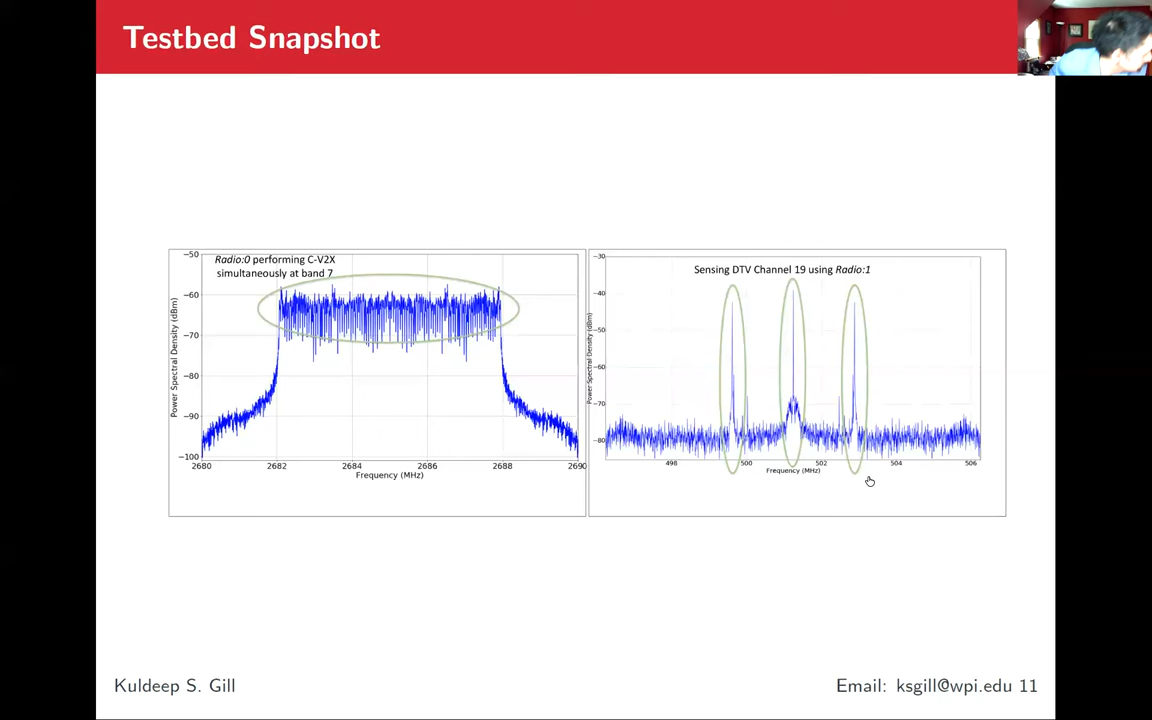 Testbed Snapshot
Radio:0 performing C-V2X
simultaneously at band 7
−50
−60
−70
−80
−90
−100
Power Spectral Density (dBm)
2680 2682 2684 2686 2688 2690
Frequency (MHz)
Sensing DTV Channel 19 using Radio:1
−30
−40
−50
−60
−70
−80
Power Spectral Density (dBm)
498 500 502 504 506
Frequency (MHz)
Kuldeep S. Gill
Email: ksgill@wpi.edu 11